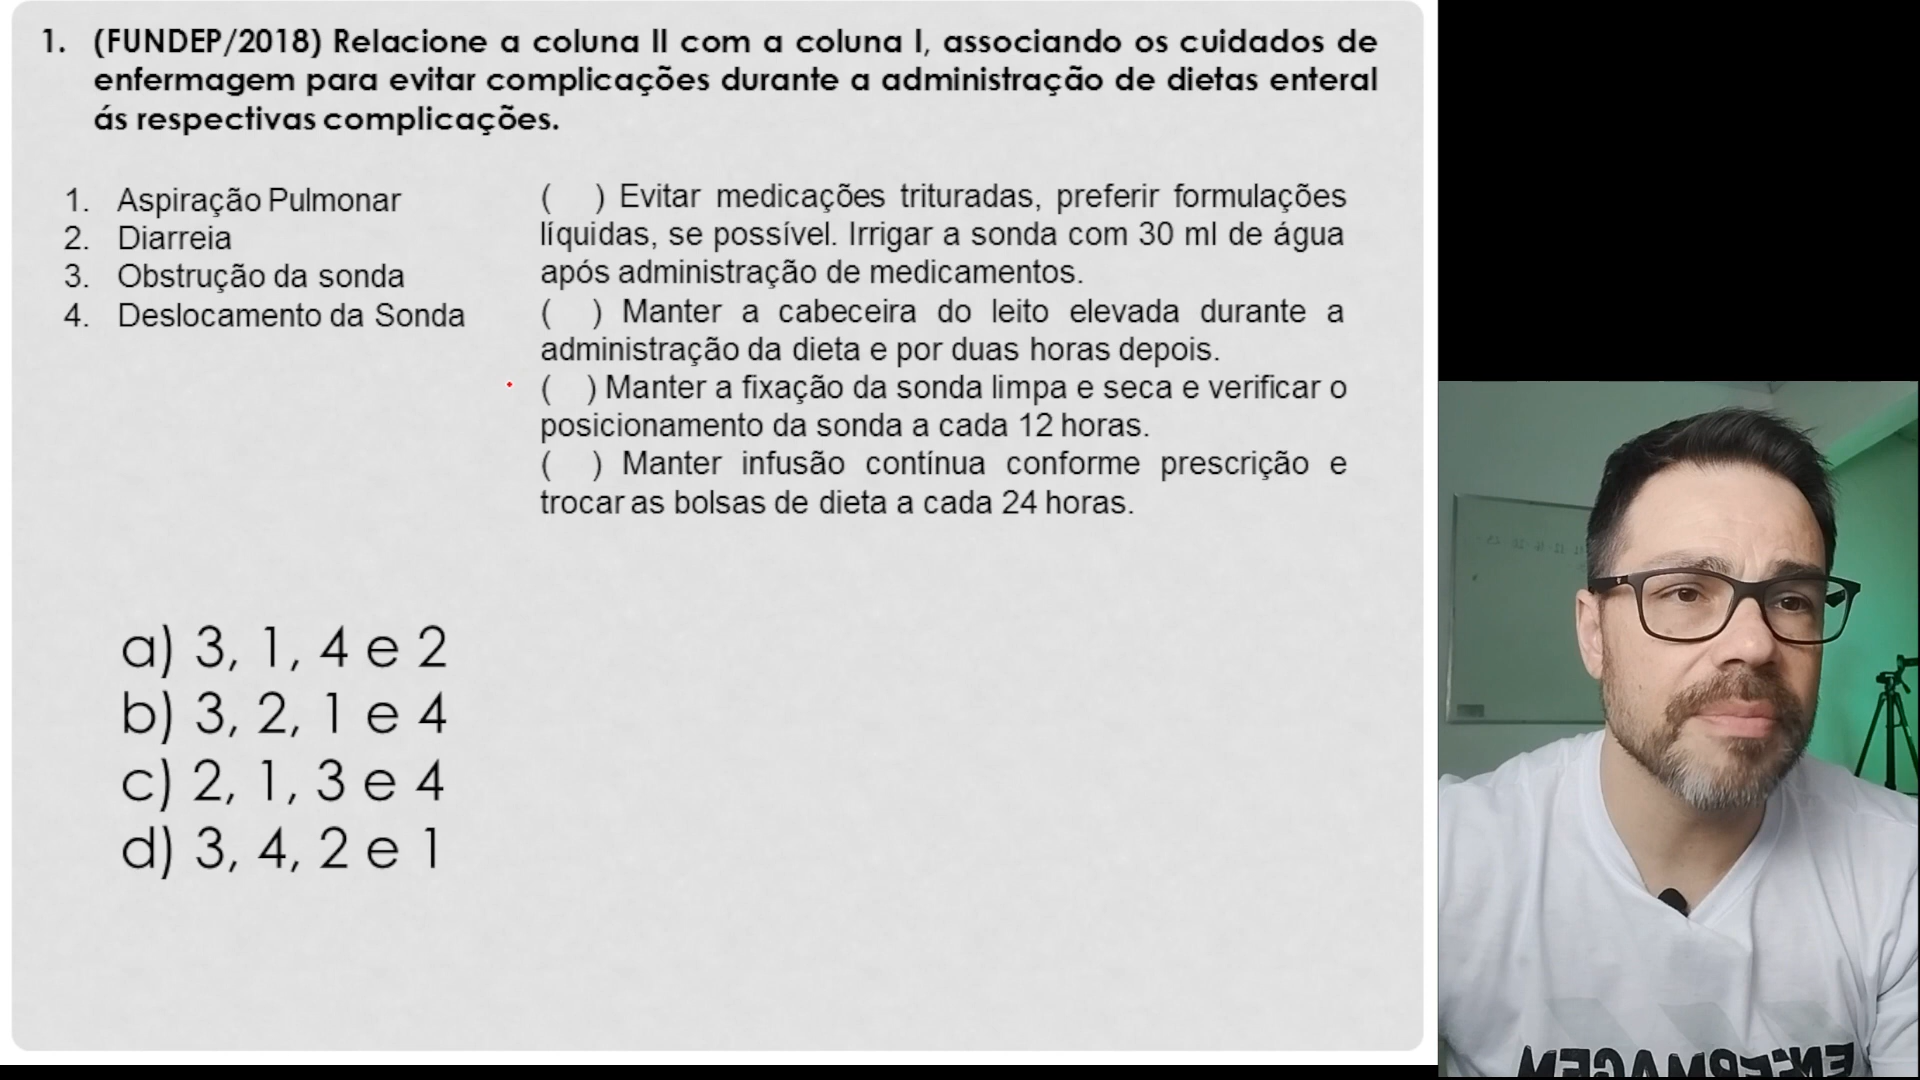 1. (FUNDEP/2018) Relacione a coluna II com a coluna I, associando os cuidados de
enfermagem para evitar complicações durante a administração de dietas enteral
ás respectivas complicações.
1. Aspiração Pulmonar
2. Diarreia
3. Obstrução da sonda
4. Deslocamento da Sonda
( ) Evitar medicações trituradas, preferir formulações
líquidas, se possível. Irrigar a sonda com 30 ml de água
após administração de medicamentos.
( ) Manter a cabeceira do leito elevada durante a
administração da dieta e por duas horas depois.
( ) Manter a fixação da sonda limpa e seca e verificar o
posicionamento da sonda a cada 12 horas.
( ) Manter infusão contínua conforme prescrição e
trocar as bolsas de dieta a cada 24 horas.
a) 3, 1, 4 e 2
b) 3, 2, 1 e 4
c) 2, 1, 3 e 4
d) 3, 4, 2 e 1
ENFERMAGEM